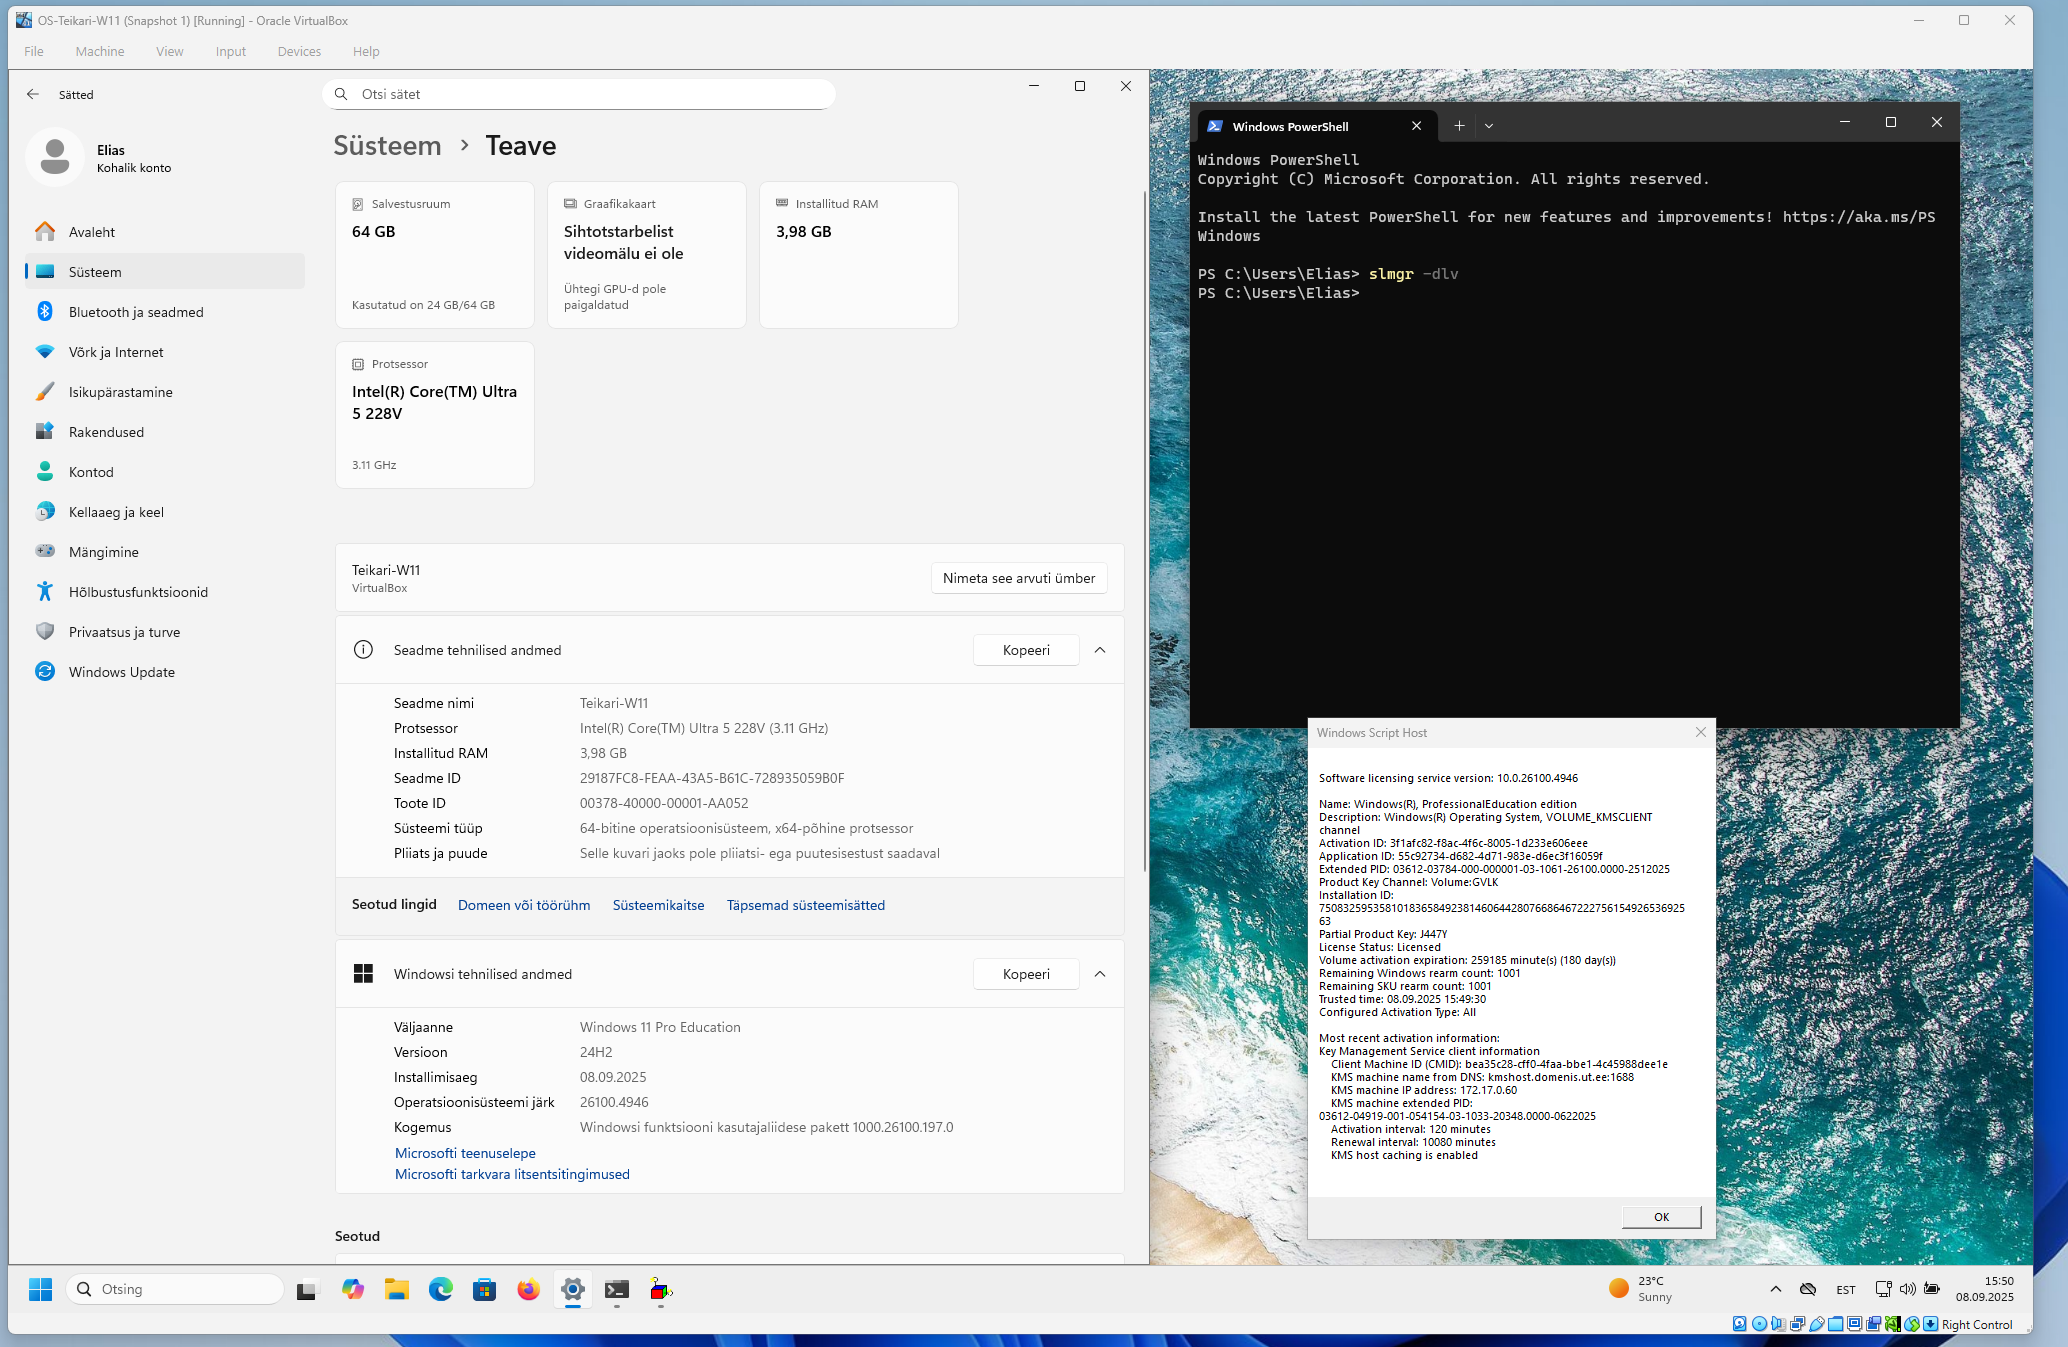 OS-Teikari-W11 (Snapshot 1) [Running] - Oracle VirtualBox
File Machine View Input Devices Help
Sätted
Otsi sätet
Elias
Kohalik konto
Avaleht
Süsteem
Bluetooth ja seadmed
Võrk ja Internet
Isikupärastamine
Rakendused
Kontod
Kellaaeg ja keel
Mängimine
Hõlbustusfunktsioonid
Privaatsus ja turve
Windows Update
Süsteem > Teave
Salvestusruum
64 GB
Kasutatud on 24 GB/64 GB
Graafikakaart
Sihtotstarbelist
videomälu ei ole
Ühtegi GPU-d pole
paigaldatud
Installitud RAM
3,98 GB
Protsessor
Intel(R) Core(TM) Ultra
5 228V
3.11 GHz
Teikari-W11
VirtualBox
Nimeta see arvuti ümber
Seadme tehnilised andmed
Kopeeri
Seadme nimi Teikari-W11
Protsessor Intel(R) Core(TM) Ultra 5 228V (3.11 GHz)
Installitud RAM 3,98 GB
Seadme ID 29187FC8-FEAA-43A5-B61C-728935059B0F
Toote ID 00378-40000-00001-AA052
Süsteemi tüüp 64-bitine operatsioonisüsteem, x64-põhine protsessor
Pliiats ja puude Selle kuvari jaoks pole pliiatsi- ega puutesisestust saadaval
Seotud lingid Domeen või töörühm Süsteemikaitse Täpsemad süsteemisätted
Windowsi tehnilised andmed
Kopeeri
Väljaanne Windows 11 Pro Education
Versioon 24H2
Installimisaeg 08.09.2025
Operatsioonisüsteemi järk 26100.4946
Kogemus Windowsi funktsiooni kasutajaliidese pakett 1000.26100.197.0
Microsofti teenuselepe
Microsofti tarkvara litsentsitingimused
Seotud
Windows PowerShell
Windows PowerShell
Copyright (C) Microsoft Corporation. All rights reserved.
Install the latest PowerShell for new features and improvements! https://aka.ms/PS
Windows
PS C:\Users\Elias> slmgr -dlv
PS C:\Users\Elias>
Windows Script Host
Software licensing service version: 10.0.26100.4946
Name: Windows(R), ProfessionalEducation edition
Description: Windows(R) Operating System, VOLUME_KMSCLIENT
channel
Activation ID: 3f1afc82-f8ac-4f6c-8005-1d233e606eee
Application ID: 55c92734-d682-4d71-983e-d6ec3f16059f
Extended PID: 03612-03784-000-000001-03-1061-26100.0000-2512025
Product Key Channel: Volume:GVLK
Installation ID:
7508325953581018365849238146064428076686467222756154926536925
63
Partial Product Key: J447Y
License Status: Licensed
Volume activation expiration: 259185 minute(s) (180 day(s))
Remaining Windows rearm count: 1001
Remaining SKU rearm count: 1001
Trusted time: 08.09.2025 15:49:30
Configured Activation Type: All
Most recent activation information:
Key Management Service client information
Client Machine ID (CMID): bea35c28-cff0-4faa-bbe1-4c45988dee1e
KMS machine name from DNS: kmshost.domenis.ut.ee:1688
KMS machine IP address: 172.17.0.60
KMS machine extended PID:
03612-04919-001-054154-03-1033-20348.0000-0622025
Activation interval: 120 minutes
Renewal interval: 10080 minutes
KMS host caching is enabled
OK
Otsing
23°C
Sunny
EST
15:50
08.09.2025
Right Control